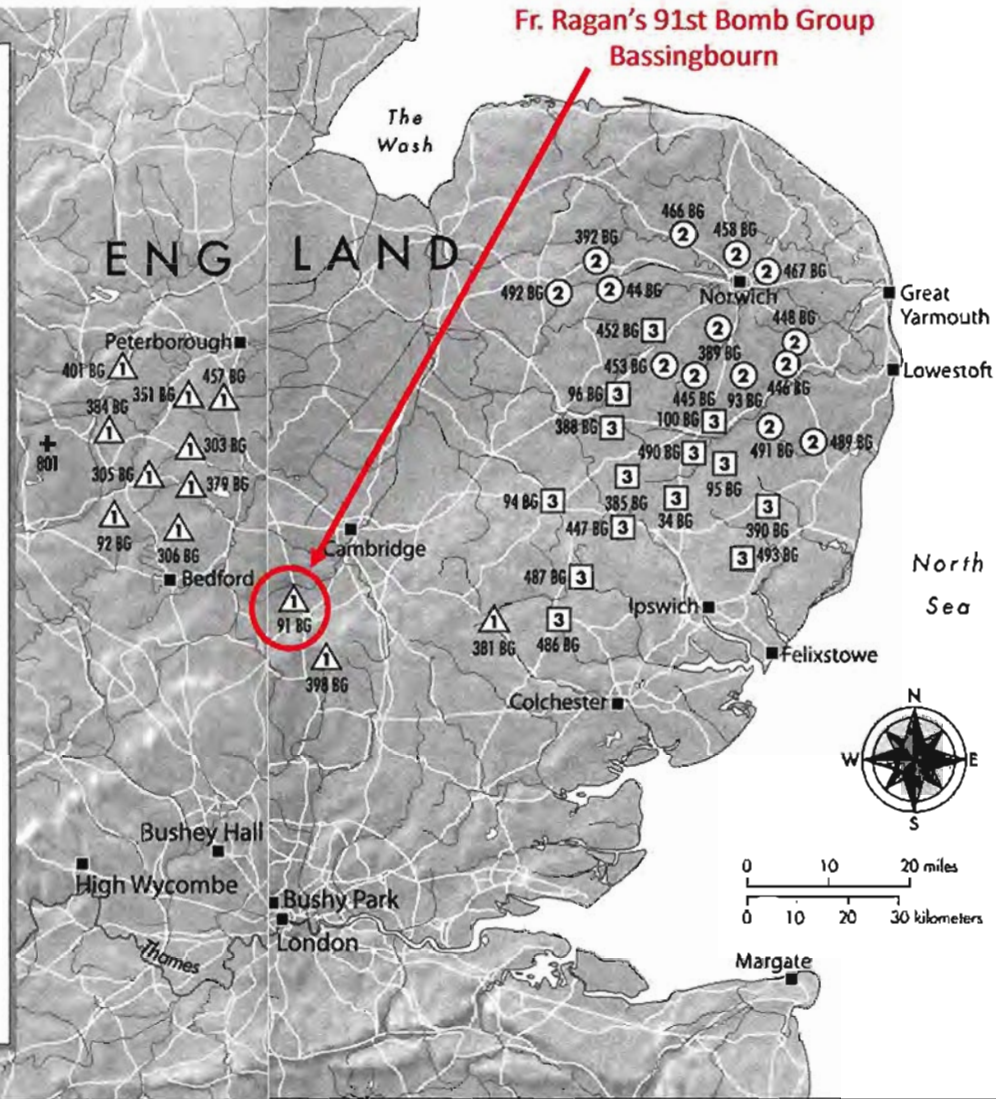 Fr. Ragan's 91st Bomb Group
Bassingbourn
The
Wash
ENGLAND
466 BG
2
458 BG
2
392 BG
2
2
467 BG
492 BG
2
2
44 BG
Norwich
Great
Yarmouth
448 BG
2
452 BG
3
2
389 BG
Peterborough
401 BG
1
453 BG
2
2
445 BG
2
93 BG
2
446 BG
Lowestoft
351 BG
1
457 BG
1
96 BG
3
384 BG
1
388 BG
3
100 BG
3
2
491 BG
2
489 BG
801
1
303 BG
490 BG
3
3
95 BG
305 BG
1
1
379 BG
3
385 BG
94 BG
3
3
34 BG
3
390 BG
1
92 BG
1
306 BG
447 BG
3
Cambridge
3
493 BG
North
Sea
Bedford
487 BG
3
1
91 BG
Ipswich
1
381 BG
3
486 BG
1
398 BG
Felixstowe
Colchester
N
W
E
S
Bushey Hall
High Wycombe
0 10 20 miles
0 10 20 30 kilometers
Bushy Park
London
Thames
Margate